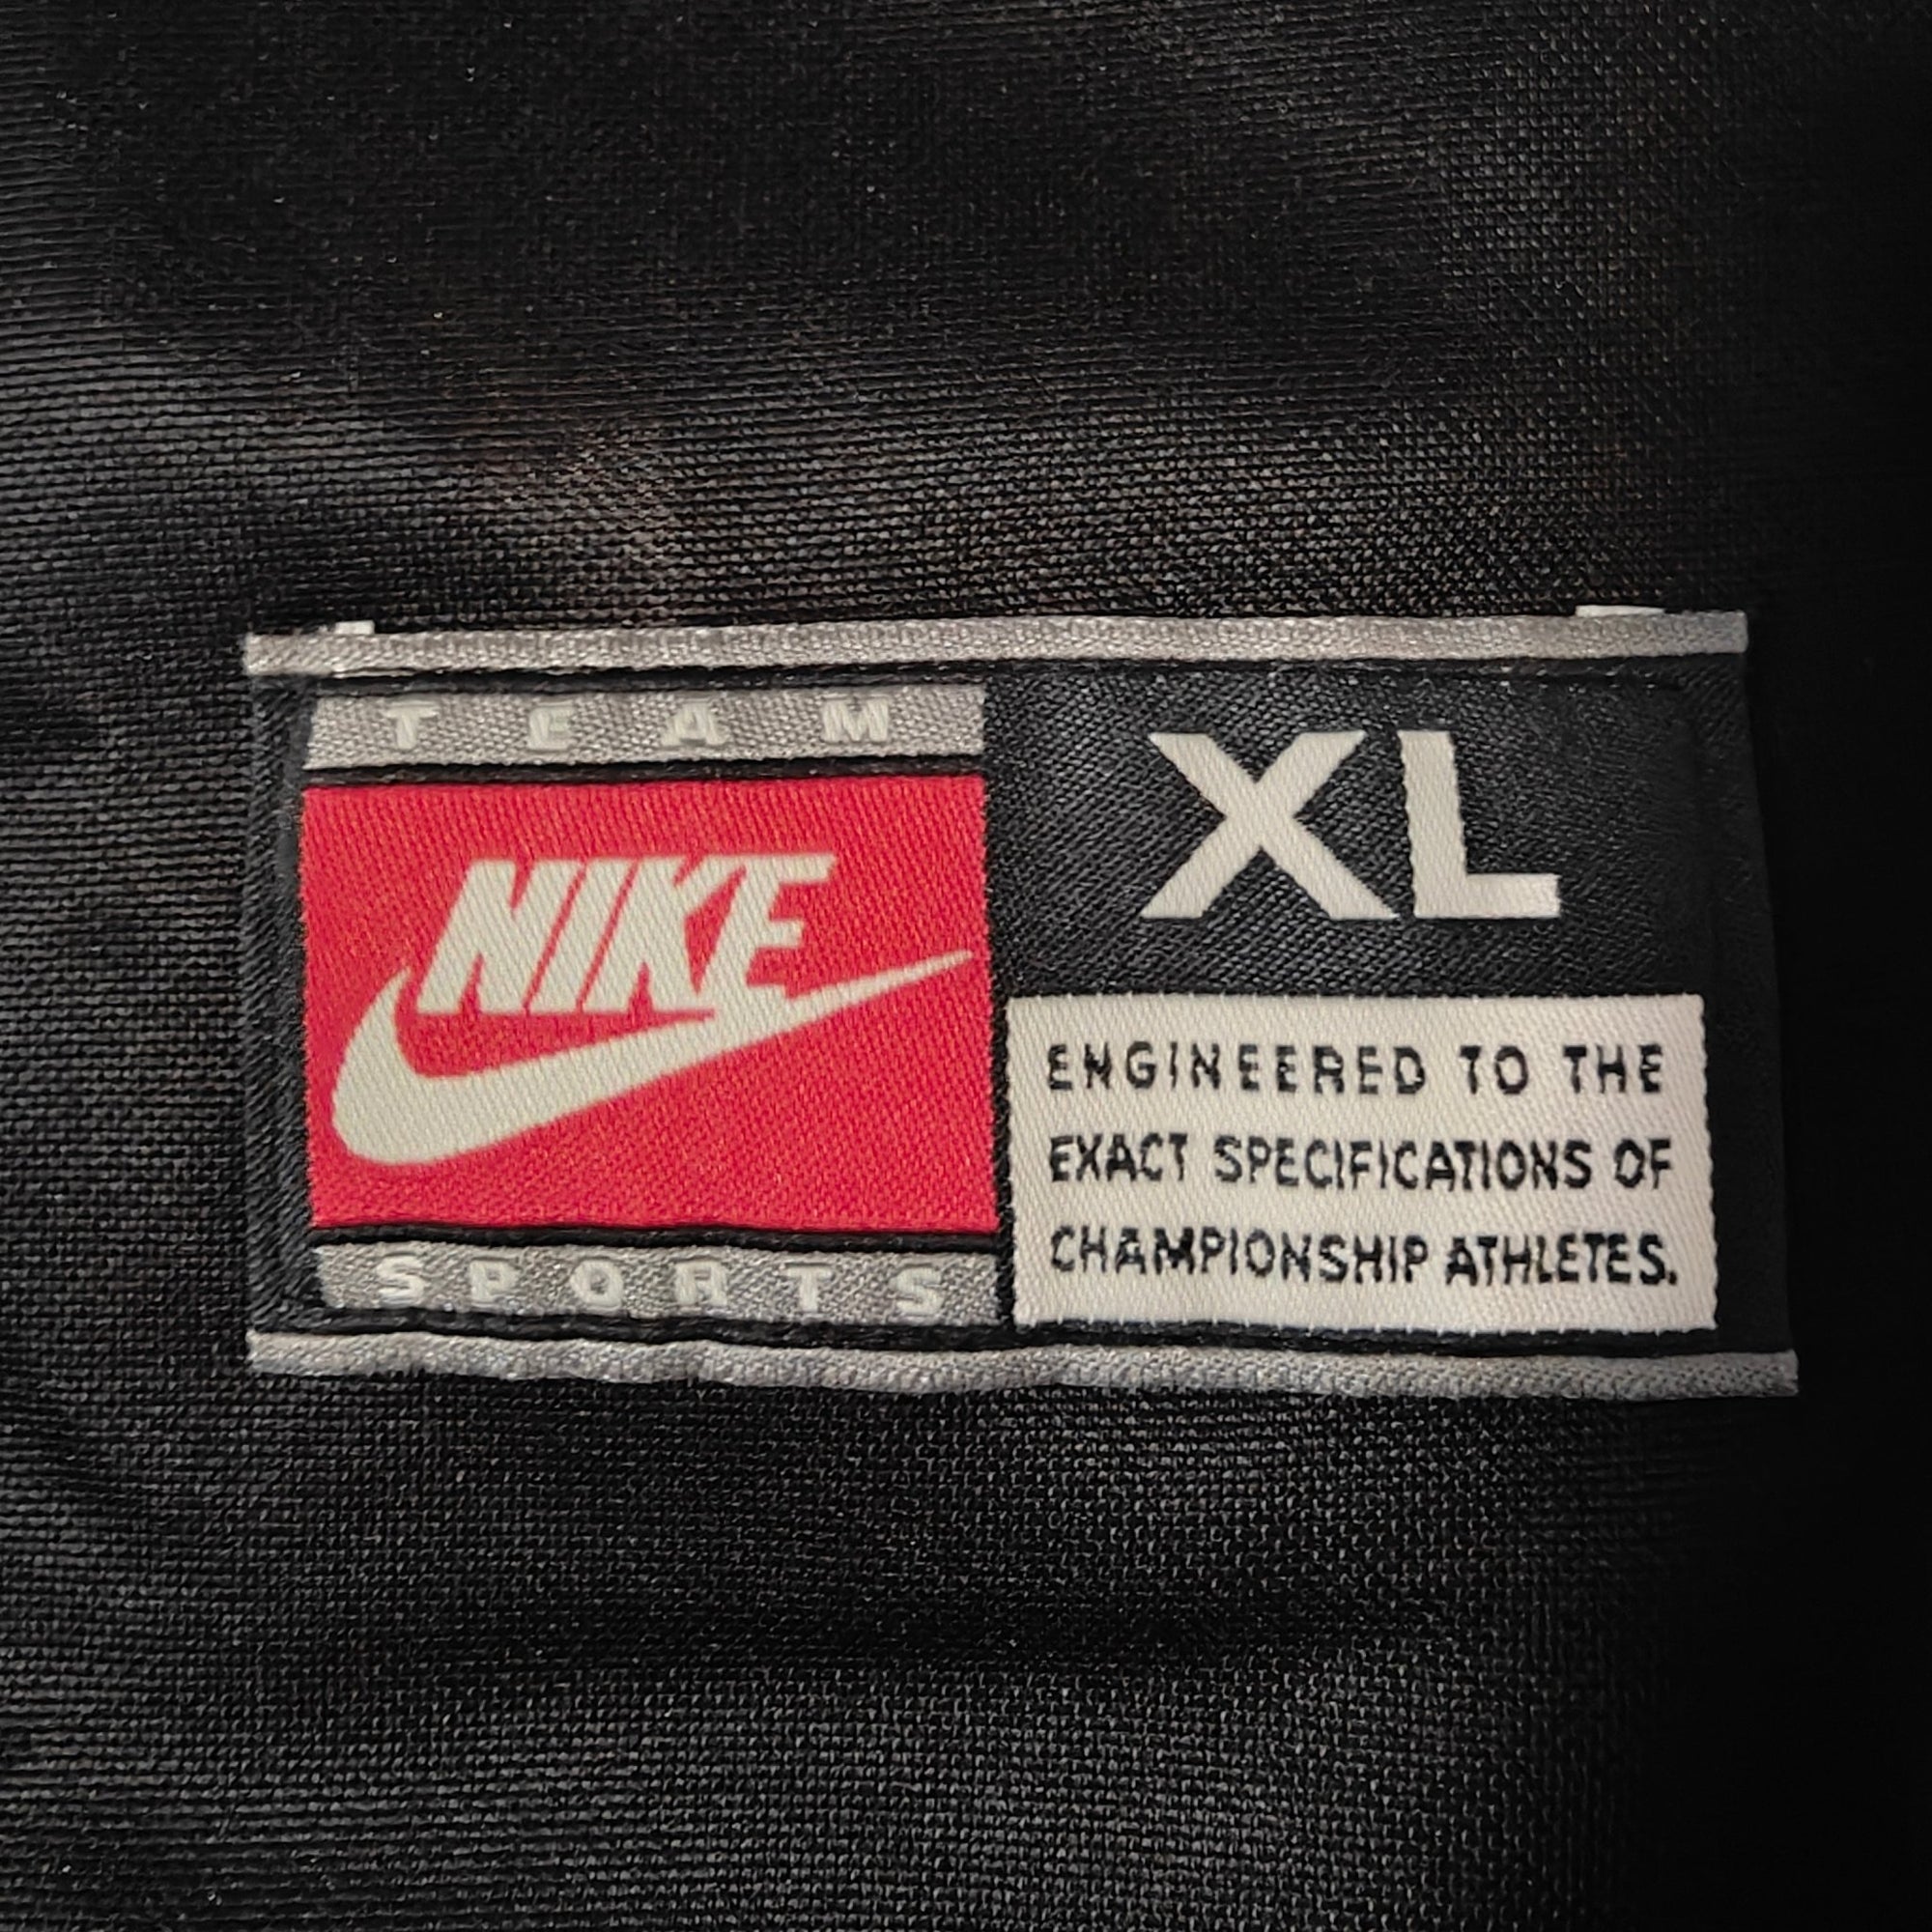 TEAM
NIKE
SPORTS
XL
ENGINEERED TO THE
EXACT SPECIFICATIONS OF
CHAMPIONSHIP ATHLETES.